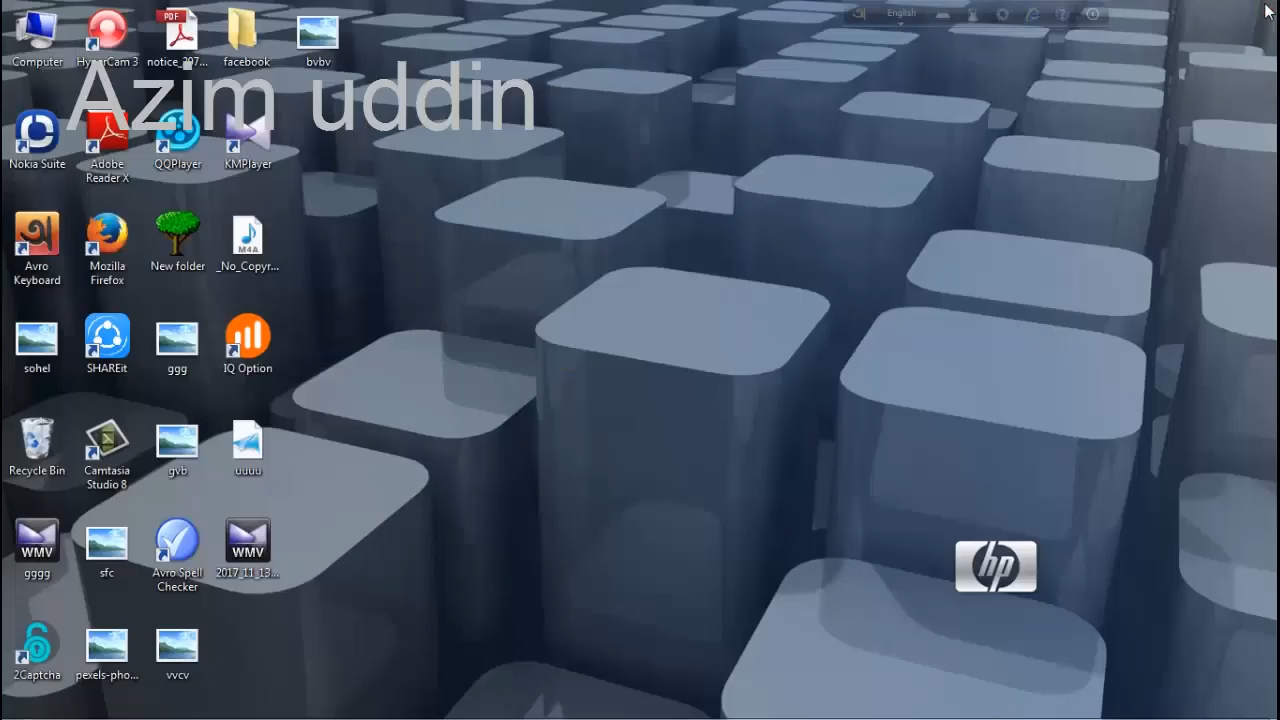 English
Computer
HyperCam 3
PDF
notice_207...
facebook
bvbv
Azim uddin
Nokia Suite
Adobe
Reader X
QQPlayer
KMPlayer
Avro
Keyboard
Mozilla
Firefox
New folder
M4A
_No_Copyr...
sohel
SHAREit
ggg
IQ Option
Recycle Bin
Camtasia
Studio 8
gvb
uuuu
WMV
gggg
sfc
Avro Spell
Checker
WMV
2017_11_13...
hp
2Captcha
pexels-pho...
vvcv